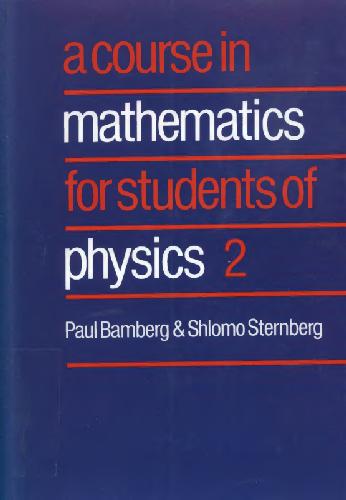 a course in
mathematics
for students of
physics 2
Paul Bamberg & Shlomo Sternberg